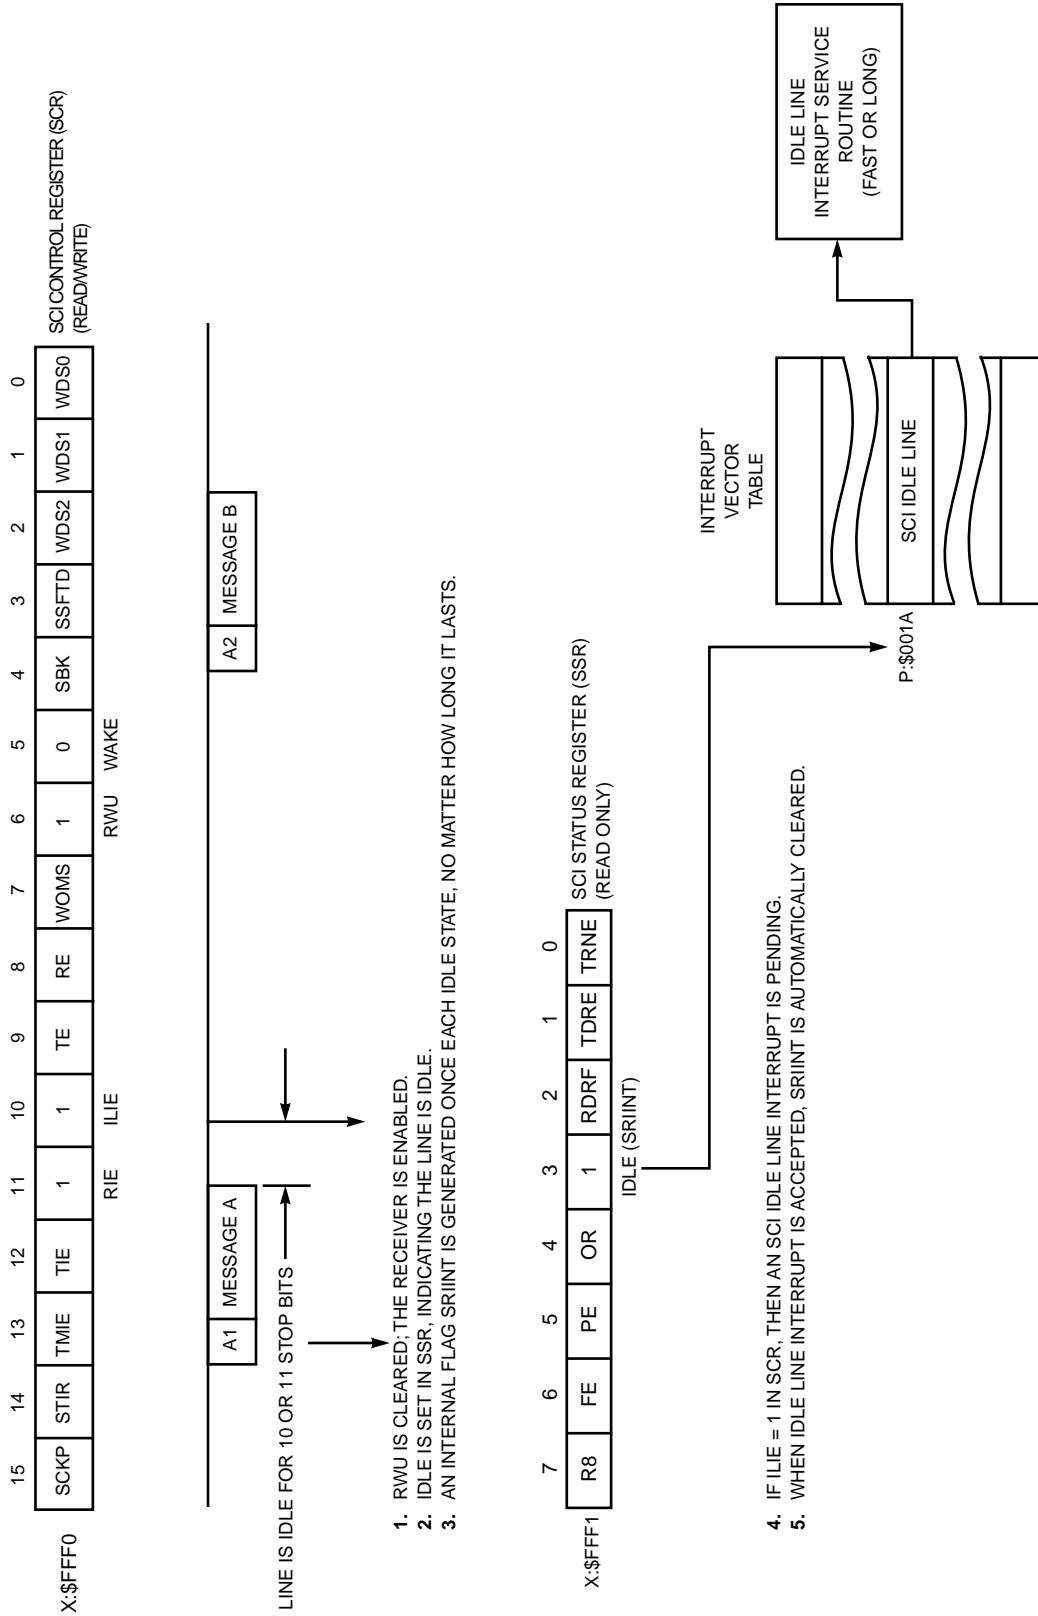 15 14 13 12 11 10 9 8 7 6 5 4 3 2 1 0
X:$FFF0 SCKP STIR TMIE TIE 1 1 TE RE WOMS 1 0 SBK SSFTD WDS2 WDS1 WDS0
SCI CONTROL REGISTER (SCR)
(READ/WRITE)
RIE ILIE RWU WAKE
A1 MESSAGE A A2 MESSAGE B
LINE IS IDLE FOR 10 OR 11 STOP BITS
1. RWU IS CLEARED; THE RECEIVER IS ENABLED.
2. IDLE IS SET IN SSR, INDICATING THE LINE IS IDLE.
3. AN INTERNAL FLAG SRIINT IS GENERATED ONCE EACH IDLE STATE, NO MATTER HOW LONG IT LASTS.
7 6 5 4 3 2 1 0
X:$FFF1 R8 FE PE OR 1 RDRF TDRE TRNE
SCI STATUS REGISTER (SSR)
(READ ONLY)
IDLE (SRIINT)
4. IF ILIE = 1 IN SCR, THEN AN SCI IDLE LINE INTERRUPT IS PENDING.
5. WHEN IDLE LINE INTERRUPT IS ACCEPTED, SRIINT IS AUTOMATICALLY CLEARED.
INTERRUPT
VECTOR
TABLE
P:$001A
SCI IDLE LINE
IDLE LINE
INTERRUPT SERVICE
ROUTINE
(FAST OR LONG)